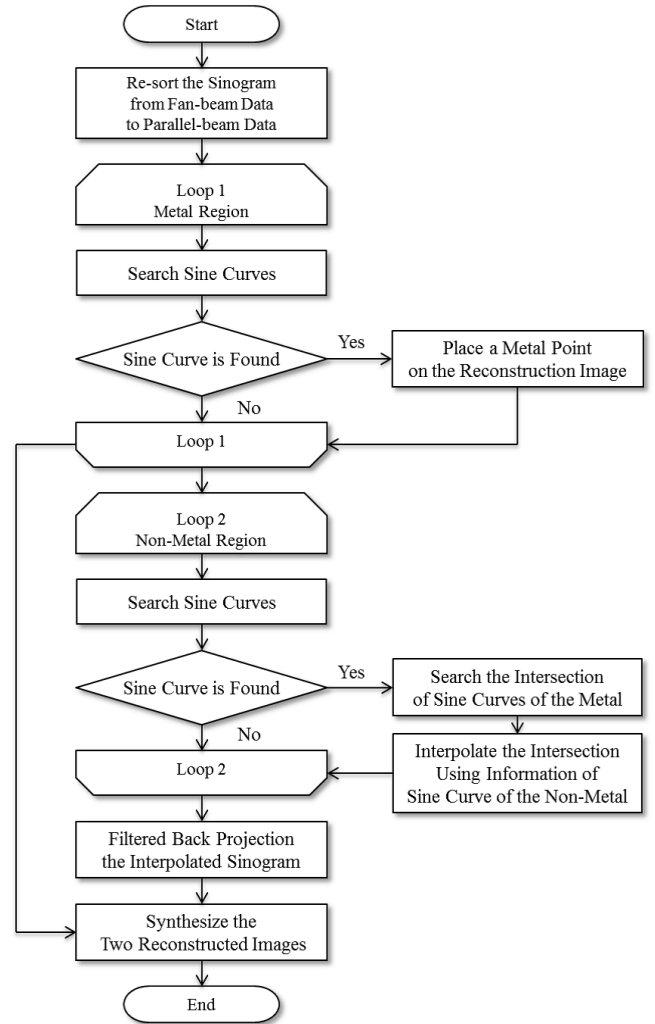 Start
Re-sort the Sinogram
from Fan-beam Data
to Parallel-beam Data
Loop 1
Metal Region
Search Sine Curves
Sine Curve is Found
Yes
Place a Metal Point
on the Reconstruction Image
No
Loop 1
Loop 2
Non-Metal Region
Search Sine Curves
Sine Curve is Found
Yes
Search the Intersection
of Sine Curves of the Metal
No
Interpolate the Intersection
Using Information of
Sine Curve of the Non-Metal
Loop 2
Filtered Back Projection
the Interpolated Sinogram
Synthesize the
Two Reconstructed Images
End